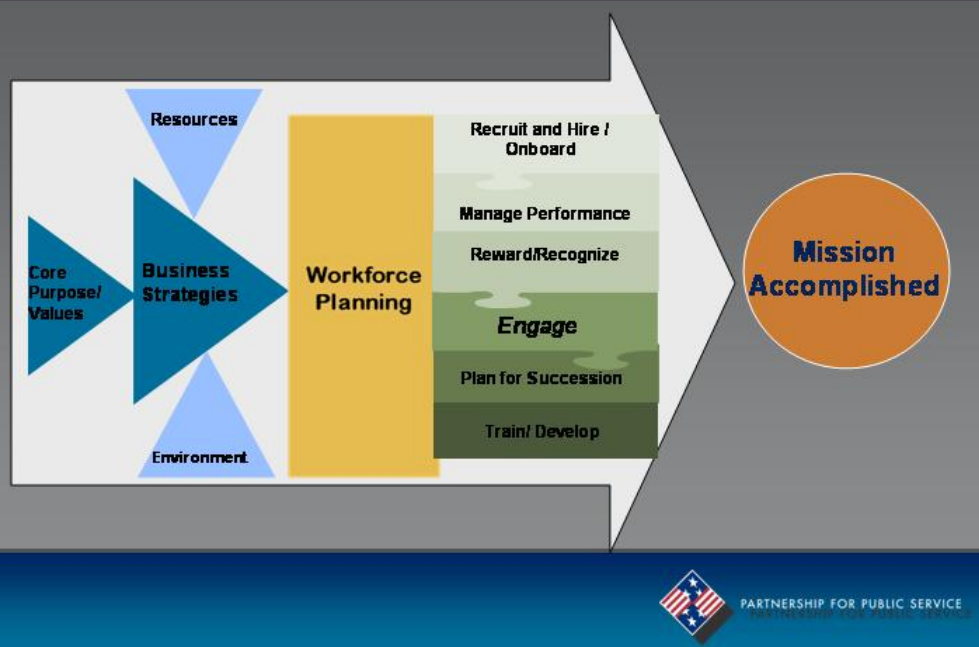 Resources
Core
Purpose/
Values
Business
Strategies
Environment
Workforce
Planning
Recruit and Hire /
Onboard
Manage Performance
Reward/Recognize
Engage
Plan for Succession
Train/ Develop
Mission
Accomplished
PARTNERSHIP FOR PUBLIC SERVICE